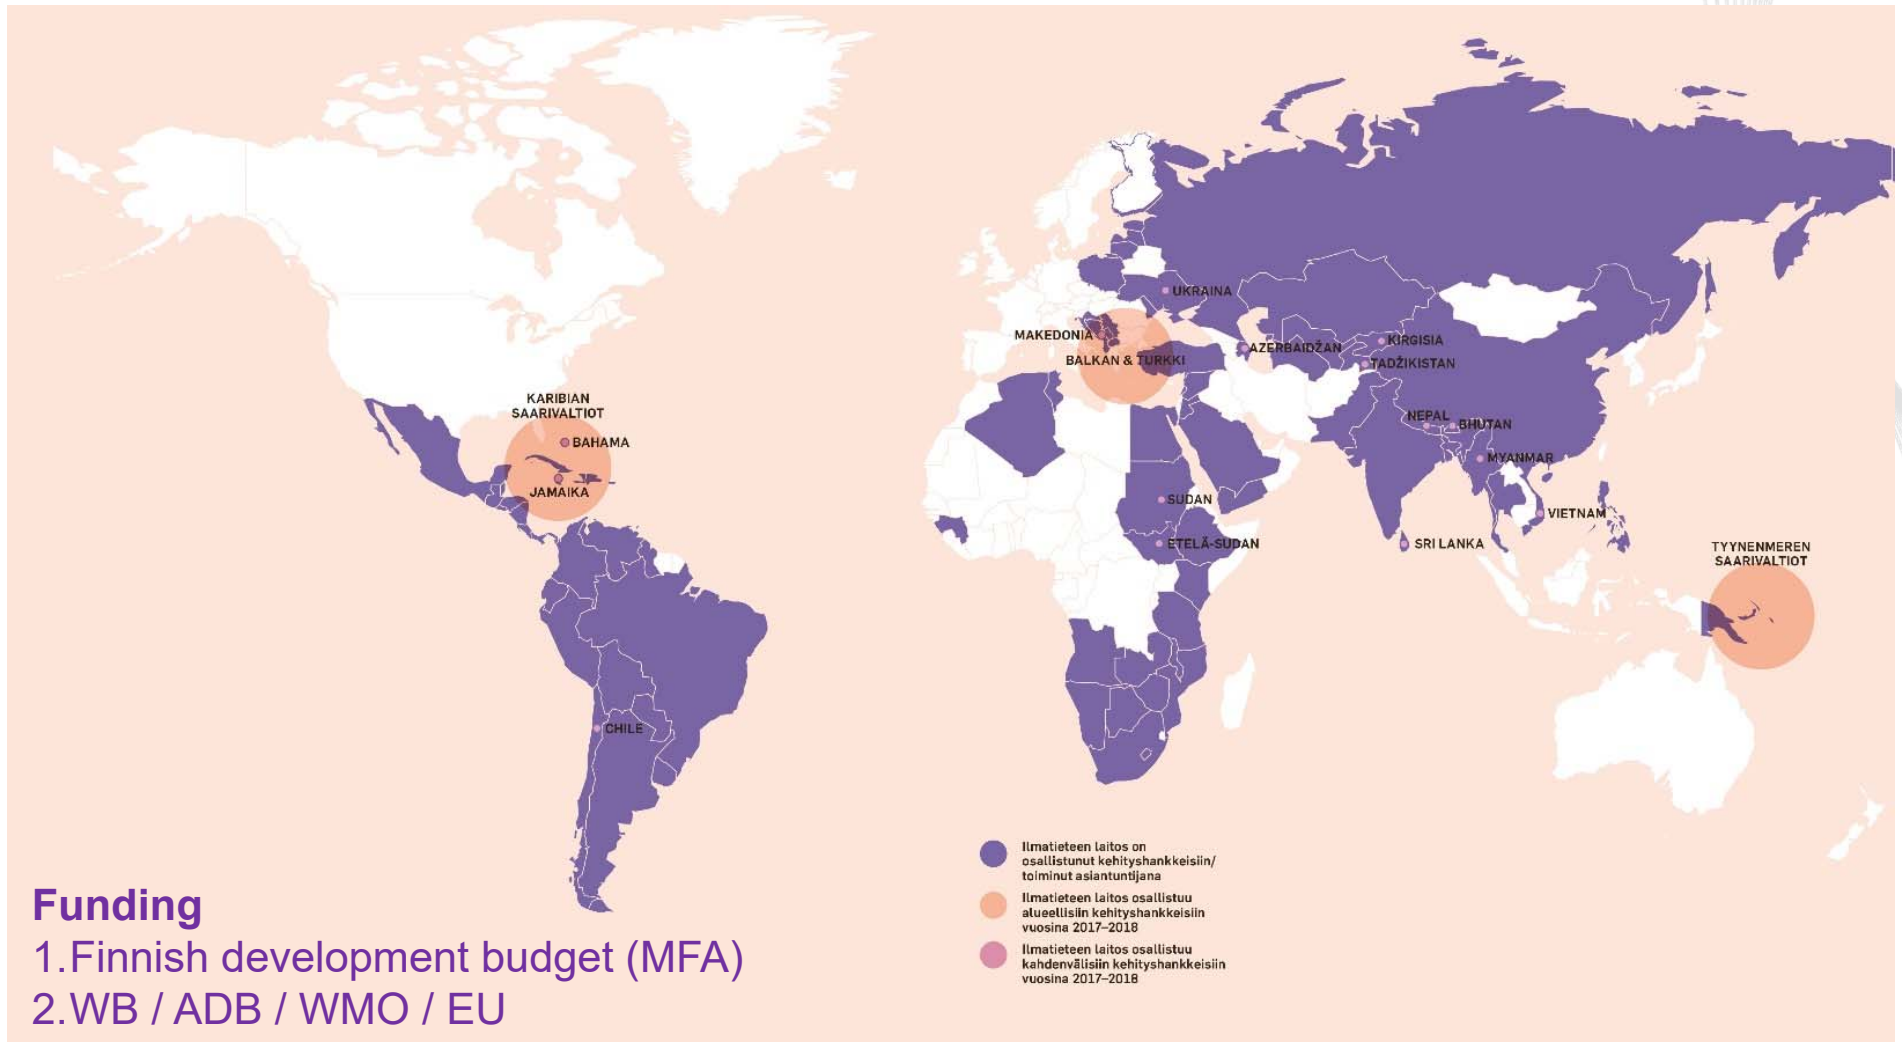 UKRAINA
MAKEDONIA
BALKAN & TURKKI
AZERBAIDŽAN
KIRGISIA
TADŽIKISTAN
KARIBIAN
SAARIVALTIOT
BAHAMA
JAMAIKA
NEPAL
BHUTAN
MYANMAR
SUDAN
VIETNAM
ETELÄ-SUDAN
SRI LANKA
TYYNENMEREN
SAARIVALTIOT
CHILE
Ilmatieteen laitos on
osallistunut kehityshankkeisiin/
toiminut asiantuntijana
Ilmatieteen laitos osallistuu
alueellisiin kehityshankkeisiin
vuosina 2017–2018
Ilmatieteen laitos osallistuu
kahdenvälisiin kehityshankkeisiin
vuosina 2017–2018
Funding
1.Finnish development budget (MFA)
2.WB / ADB / WMO / EU